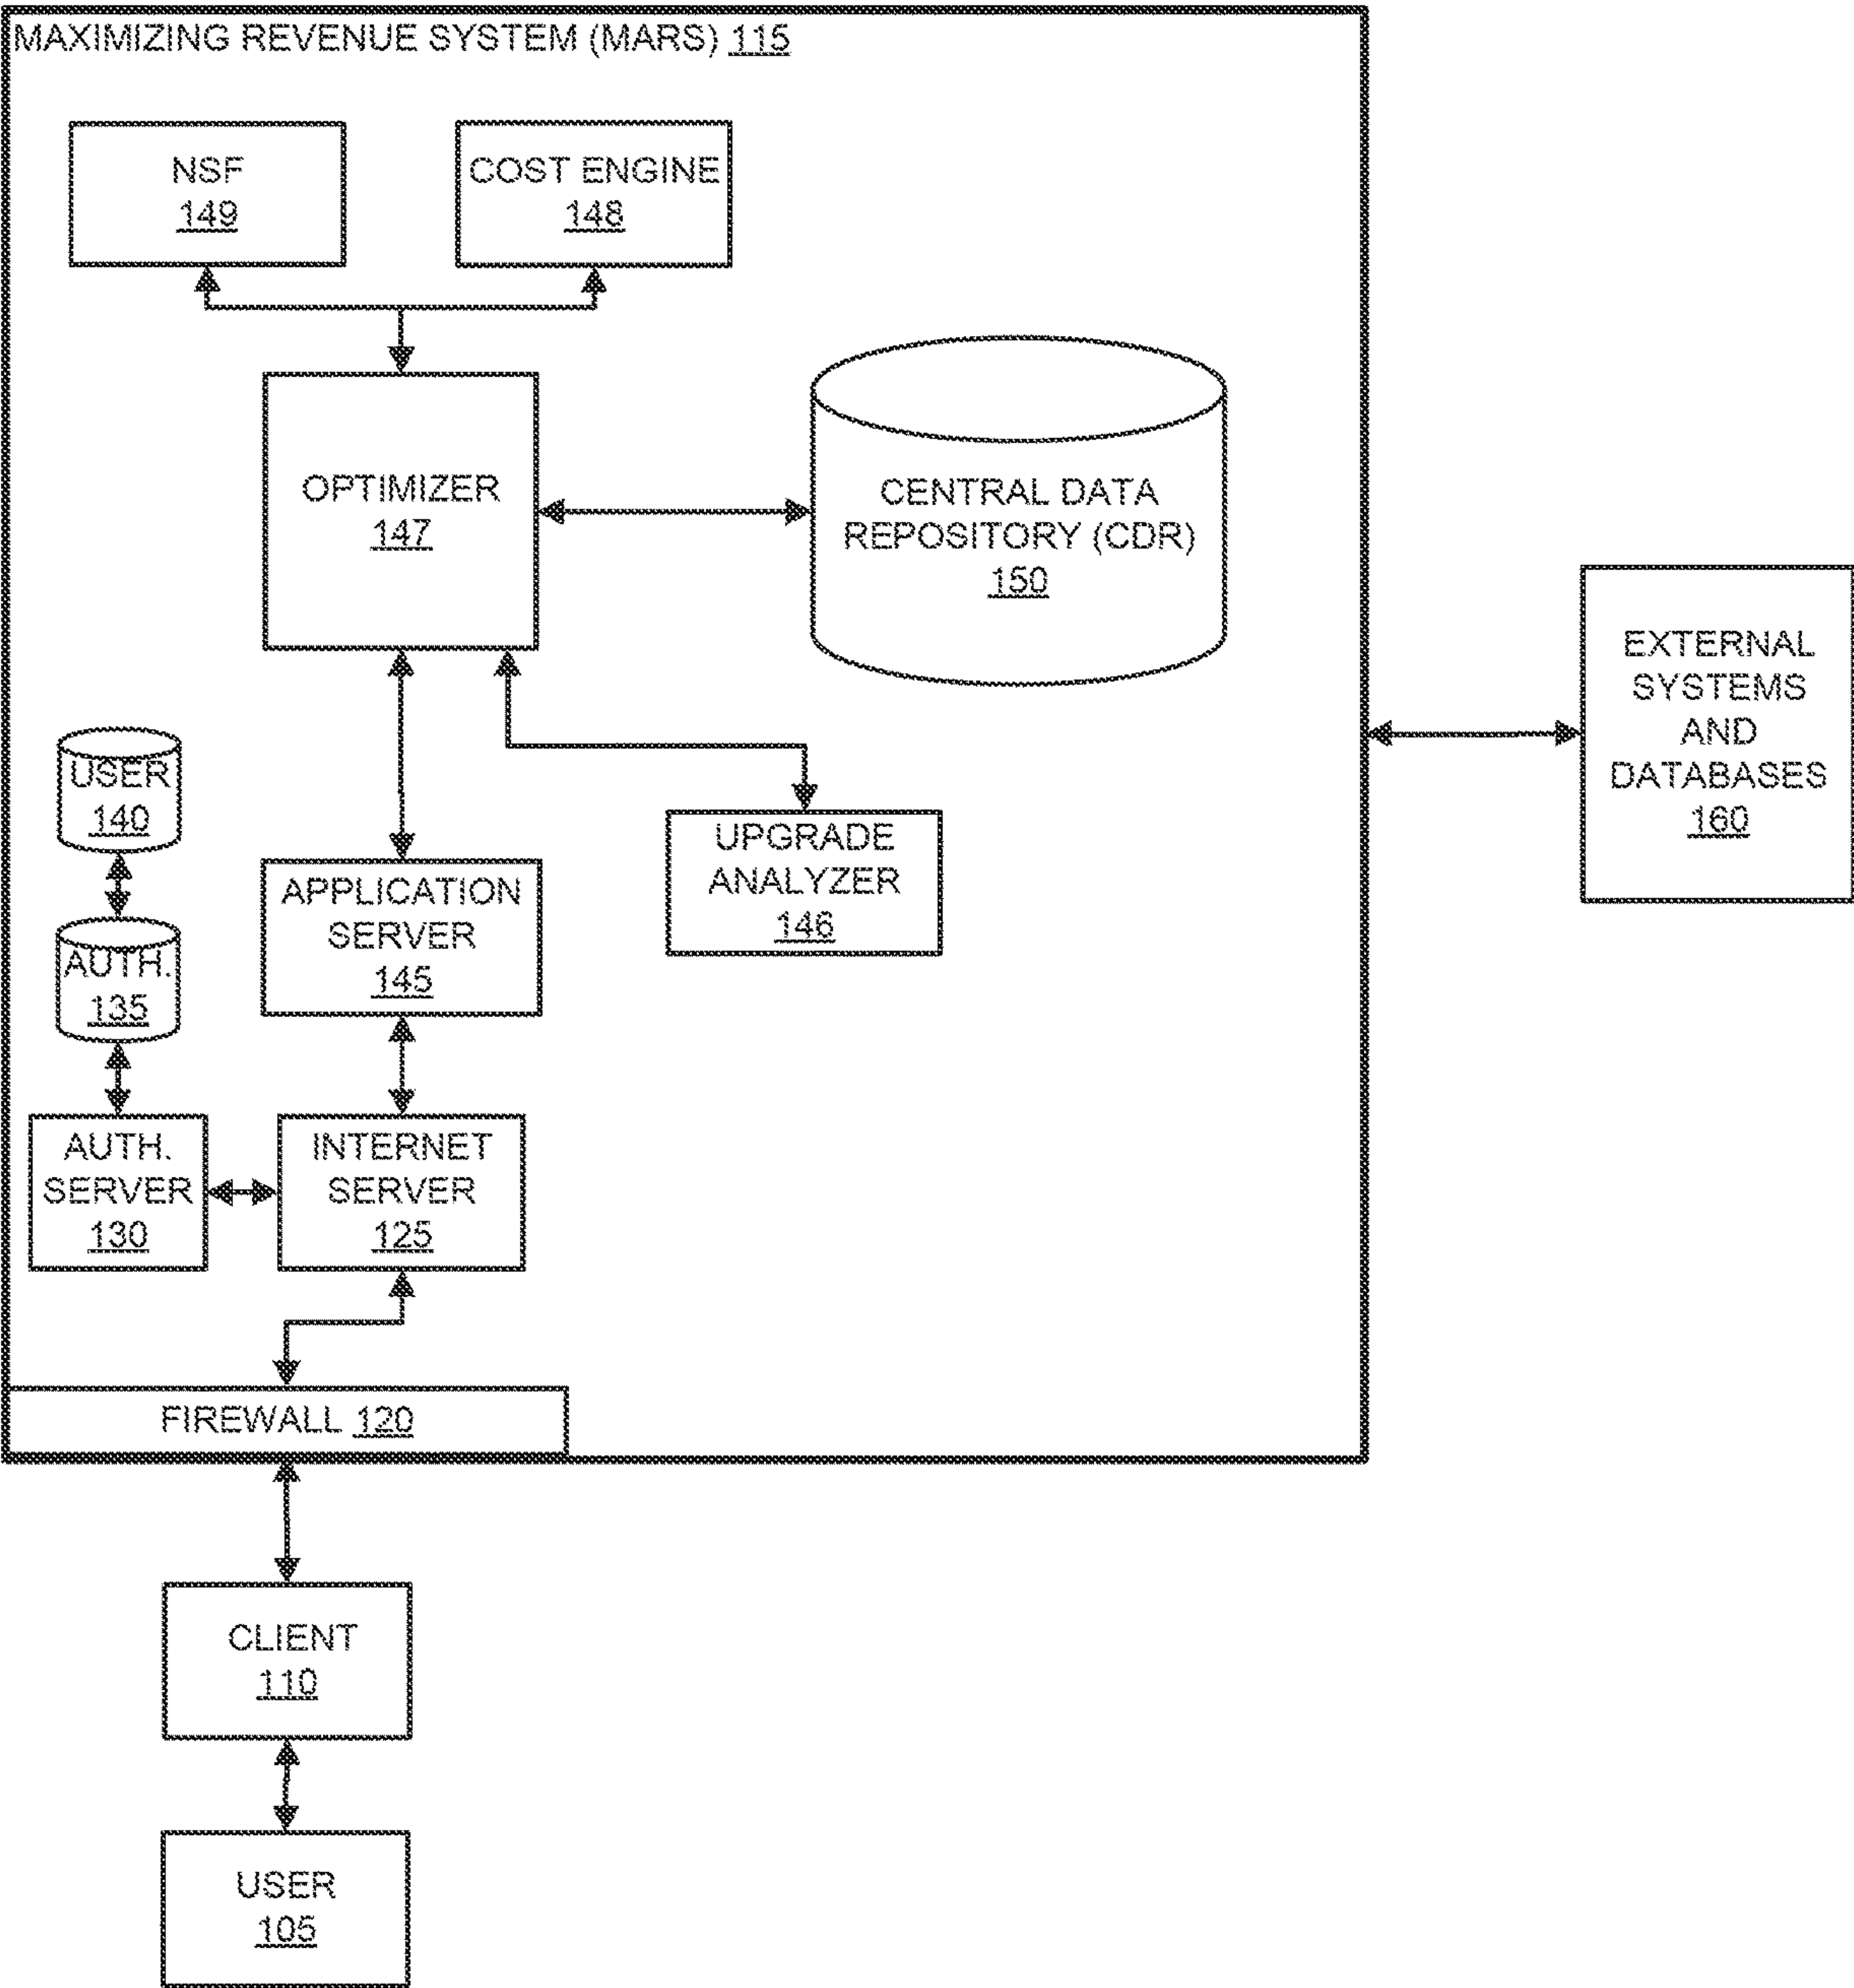 MAXIMIZING REVENUE SYSTEM (MARS) 115
NSF
149
COST ENGINE
148
OPTIMIZER
147
CENTRAL DATA
REPOSITORY (CDR)
150
EXTERNAL
SYSTEMS
AND
DATABASES
160
USER
140
UPGRADE
ANALYZER
146
APPLICATION
SERVER
145
AUTH.
135
AUTH.
SERVER
130
INTERNET
SERVER
125
FIREWALL 120
CLIENT
110
USER
105